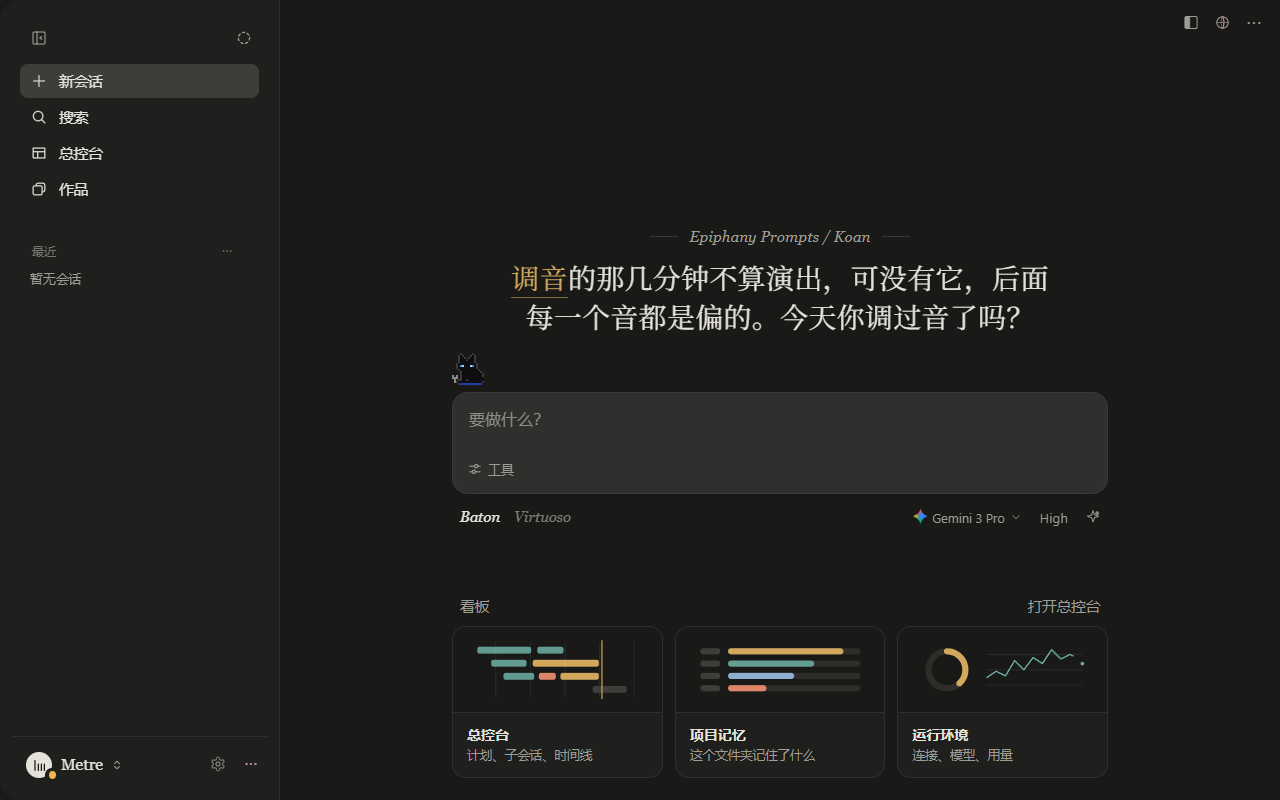 新会话
搜索
总控台
作品
最近
暂无会话
Metre
Epiphany Prompts / Koan
调音的那几分钟不算演出，可没有它，后面
每一个音都是偏的。今天你调过音了吗？
要做什么？
工具
Baton Virtuoso
Gemini 3 Pro High
看板
打开总控台
总控台
计划、子会话、时间线
项目记忆
这个文件夹记住了什么
运行环境
连接、模型、用量